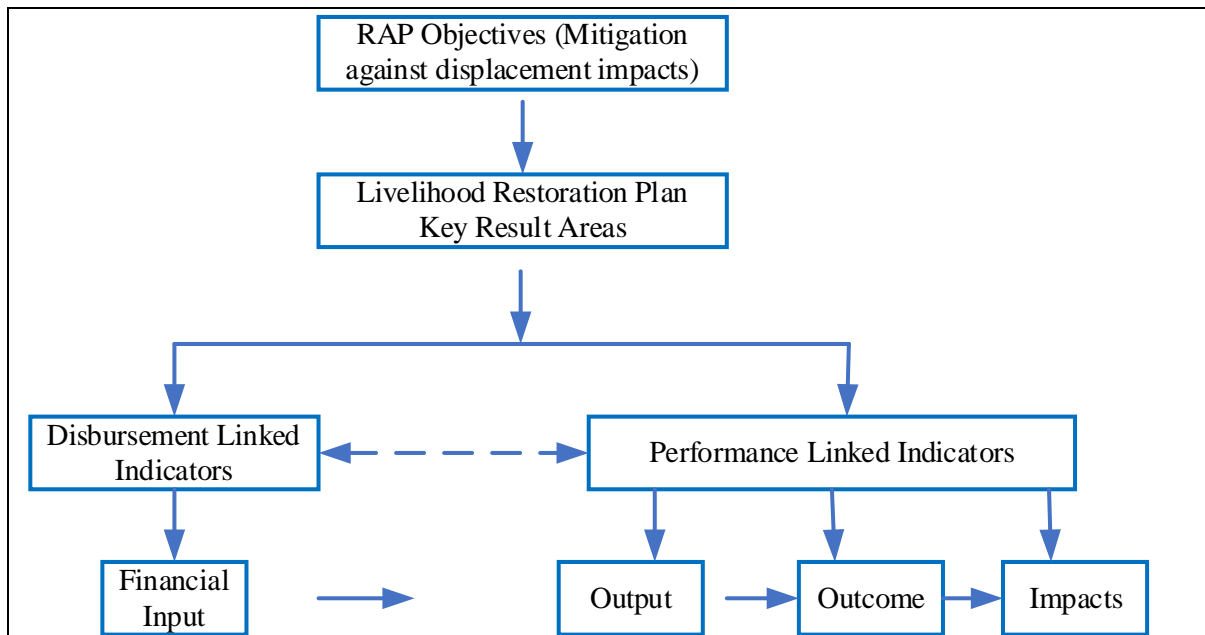 RAP Objectives (Mitigation
against displacement impacts)
Livelihood Restoration Plan
Key Result Areas
Disbursement Linked
Indicators
Performance Linked Indicators
Financial
Input
Output
Outcome
Impacts